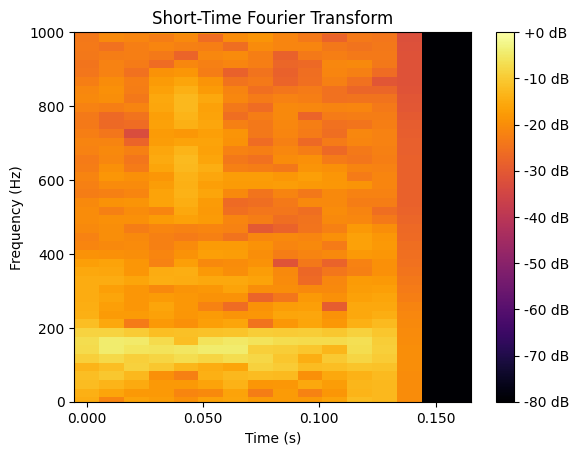 Short-Time Fourier Transform
Frequency (Hz)
1000
800
600
400
200
0
0.000
0.050
0.100
0.150
Time (s)
+0 dB
-10 dB
-20 dB
-30 dB
-40 dB
-50 dB
-60 dB
-70 dB
-80 dB